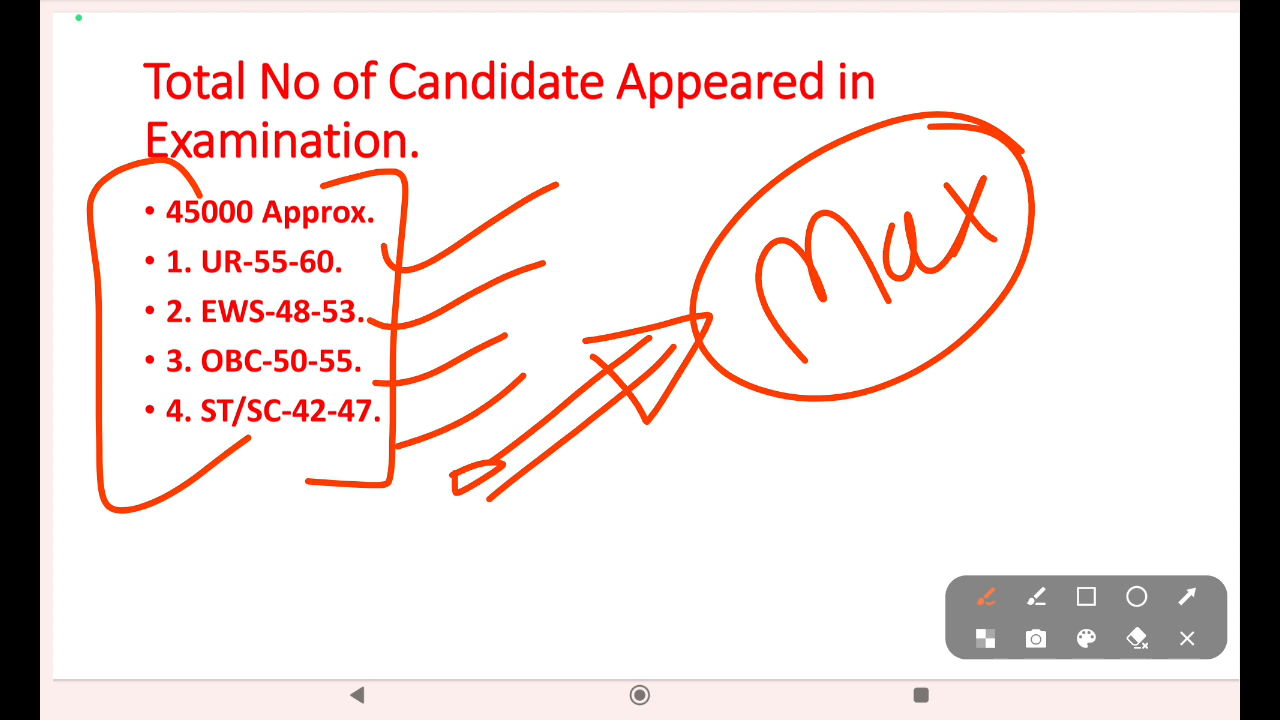 Total No of Candidate Appeared in
Examination.
• 45000 Approx.
• 1. UR-55-60.
• 2. EWS-48-53.
• 3. OBC-50-55.
• 4. ST/SC-42-47.
Max